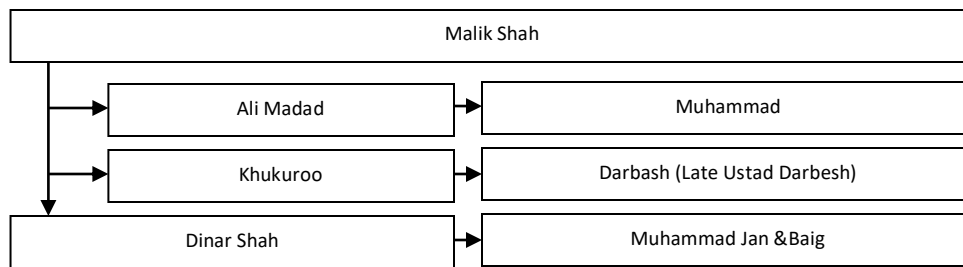 Malik Shah
Ali Madad
Muhammad
Khukuroo
Darbash (Late Ustad Darbesh)
Dinar Shah
Muhammad Jan &Baig